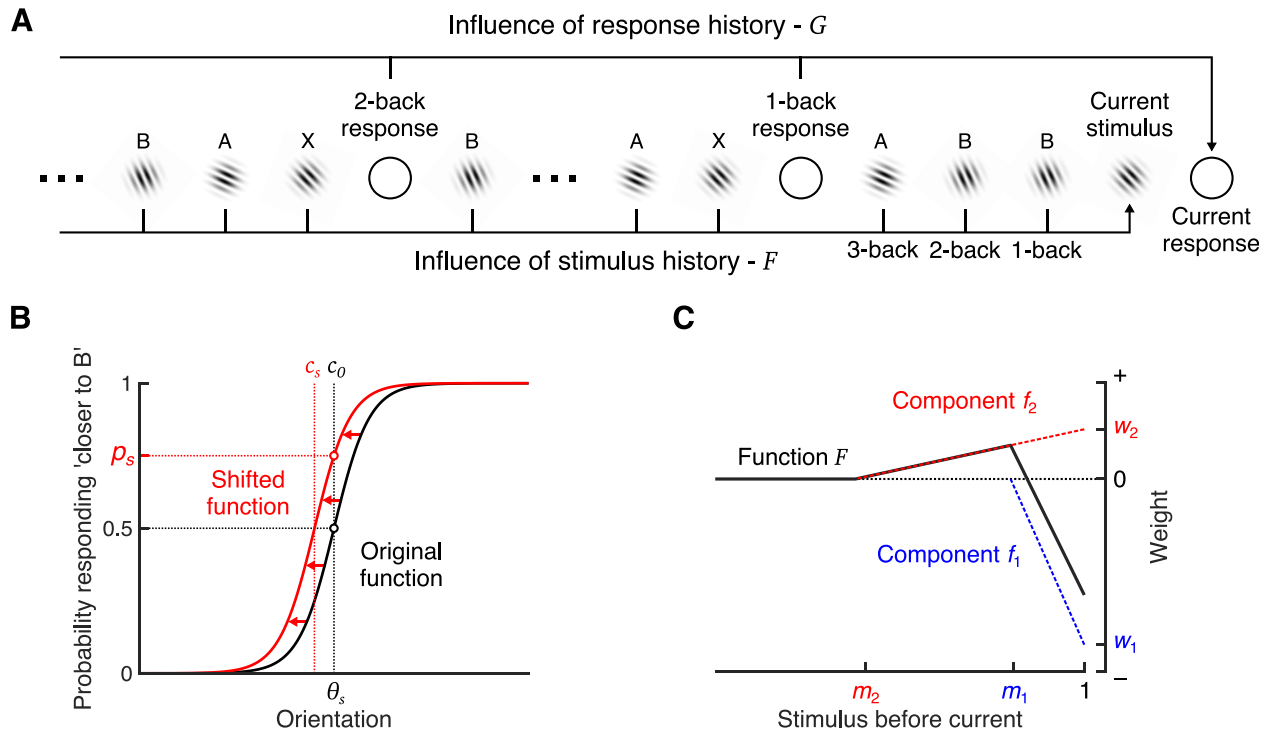 A
Influence of response history - G
2-back
response
1-back
response
Current
stimulus
B
A
X
B
A
X
A
B
B
Current
response
3-back
2-back
1-back
Influence of stimulus history - F
B
Probability responding 'closer to B'
c_s
c_0
1
p_s
Shifted
function
0.5
Original
function
0
θ_s
Orientation
C
+
Component f_2
w_2
Function F
0
Weight
Component f_1
w_1
–
m_2
m_1
1
Stimulus before current